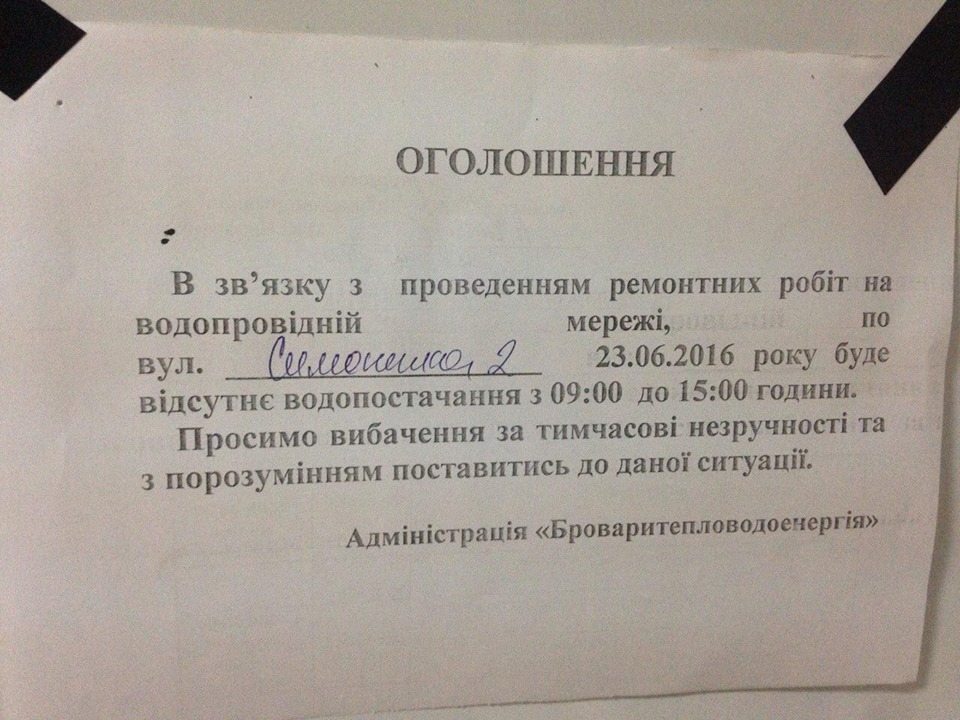 ОГОЛОШЕННЯ
В зв’язку з проведенням ремонтних робіт на
водопровідній мережі, по
вул. Симоненка, 2 23.06.2016 року буде
відсутнє водопостачання з 09:00 до 15:00 години.
Просимо вибачення за тимчасові незручності та
з порозумінням поставитись до даної ситуації.
Адміністрація «Броваритепловодоенергія»